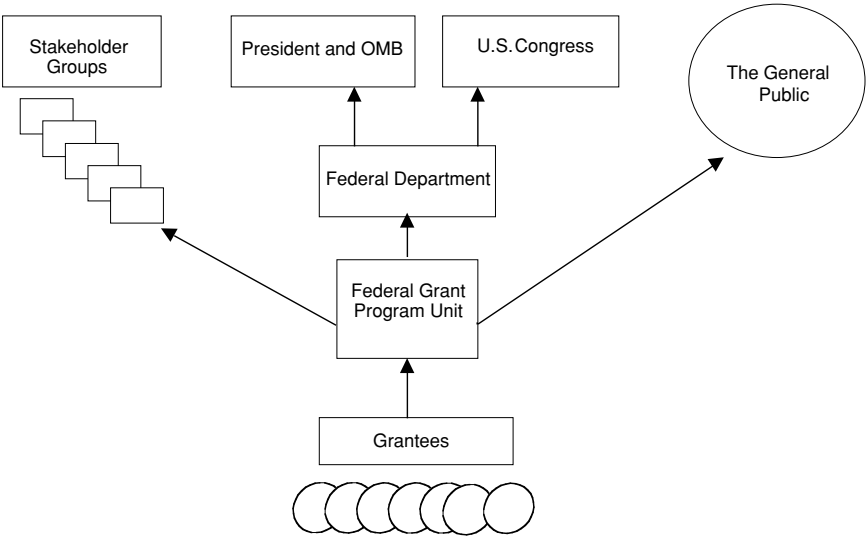 Stakeholder
Groups
President and OMB
U.S.Congress
The General
Public
Federal Department
Federal Grant
Program Unit
Grantees